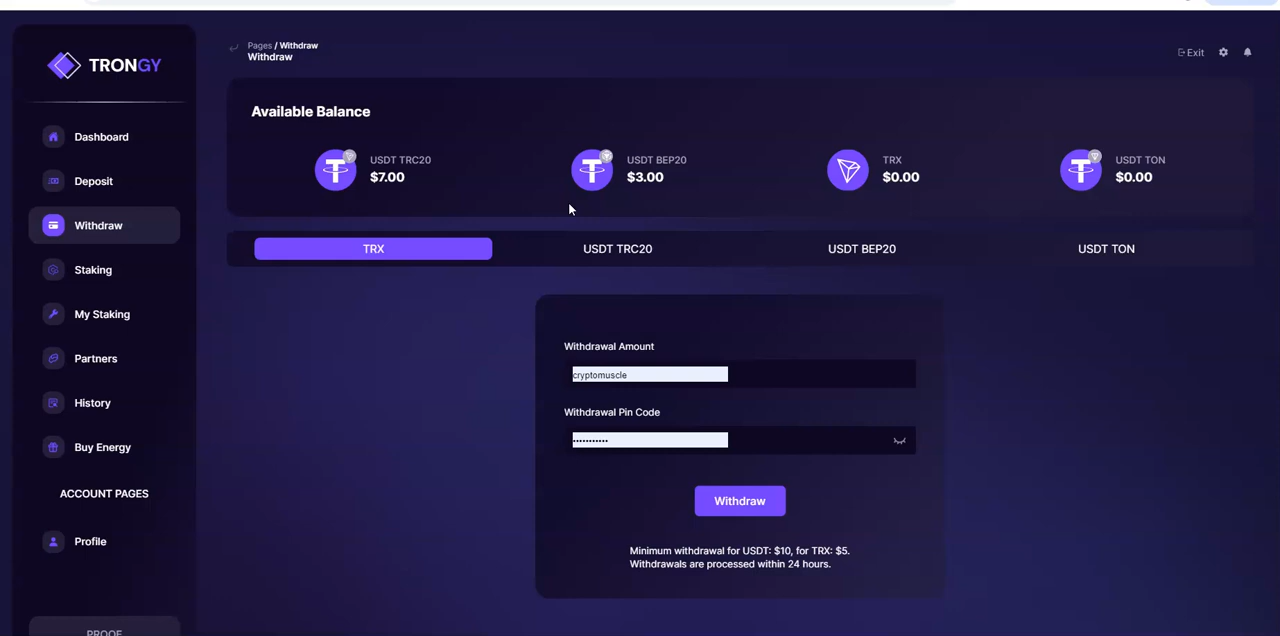 TRONGY
Pages / Withdraw
Withdraw
Exit
Available Balance
USDT TRC20
$7.00
USDT BEP20
$3.00
TRX
$0.00
USDT TON
$0.00
Dashboard
Deposit
Withdraw
Staking
My Staking
Partners
History
Buy Energy
ACCOUNT PAGES
Profile
PROOF
TRX
USDT TRC20
USDT BEP20
USDT TON
Withdrawal Amount
cryptomuscle
Withdrawal Pin Code
•••••••••••
Withdraw
Minimum withdrawal for USDT: $10, for TRX: $5.
Withdrawals are processed within 24 hours.